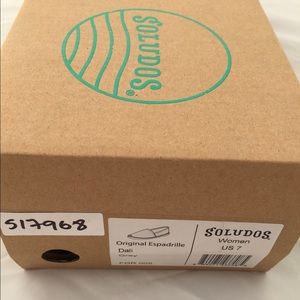 SOLUDOS
517968
Original Espadrille
Dali
Grey
SOLUDOS
Women
US 7